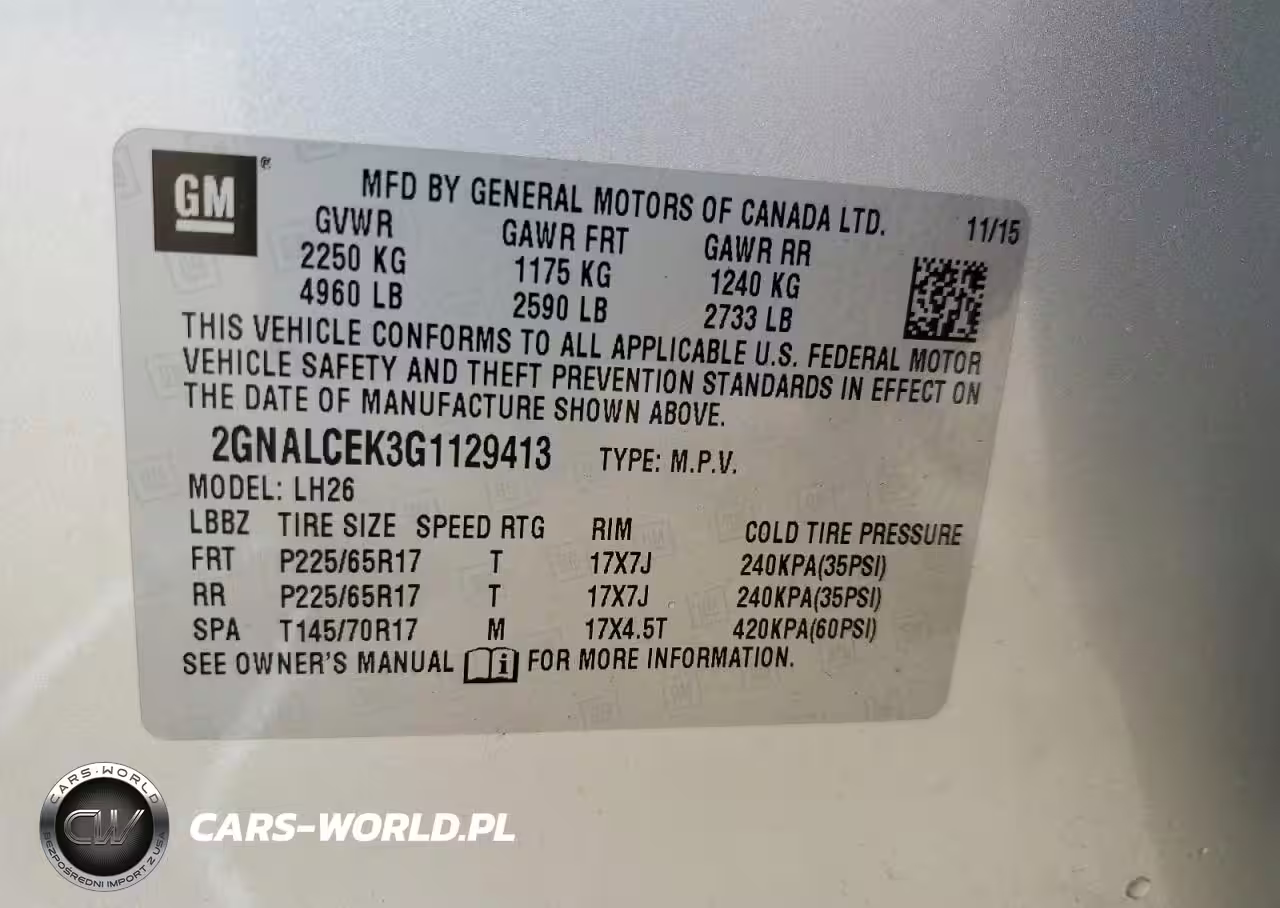 GM ®
MFD BY GENERAL MOTORS OF CANADA LTD.
11/15
GVWR GAWR FRT GAWR RR
2250 KG 1175 KG 1240 KG
4960 LB 2590 LB 2733 LB
THIS VEHICLE CONFORMS TO ALL APPLICABLE U.S. FEDERAL MOTOR
VEHICLE SAFETY AND THEFT PREVENTION STANDARDS IN EFFECT ON
THE DATE OF MANUFACTURE SHOWN ABOVE.
2GNALCEK3G1129413 TYPE: M.P.V.
MODEL: LH26
LBBZ TIRE SIZE SPEED RTG RIM COLD TIRE PRESSURE
FRT P225/65R17 T 17X7J 240KPA(35PSI)
RR P225/65R17 T 17X7J 240KPA(35PSI)
SPA T145/70R17 M 17X4.5T 420KPA(60PSI)
SEE OWNER'S MANUAL i FOR MORE INFORMATION.
CARS-WORLD
CW
BEZPOŚREDNI IMPORT Z USA
CARS-WORLD.PL